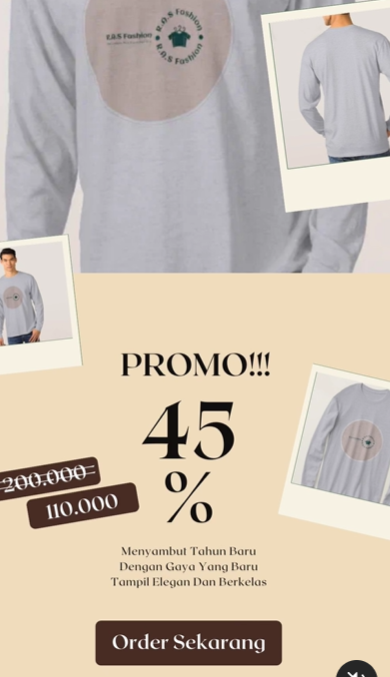 E&S Fashion
R.O.S Fashion
R.O.S Fashion
PROMO!!!
45
%
200.000
110.000
Menyambut Tahun Baru
Dengan Gaya Yang Baru
Tampil Elegan Dan Berkelas
Order Sekarang